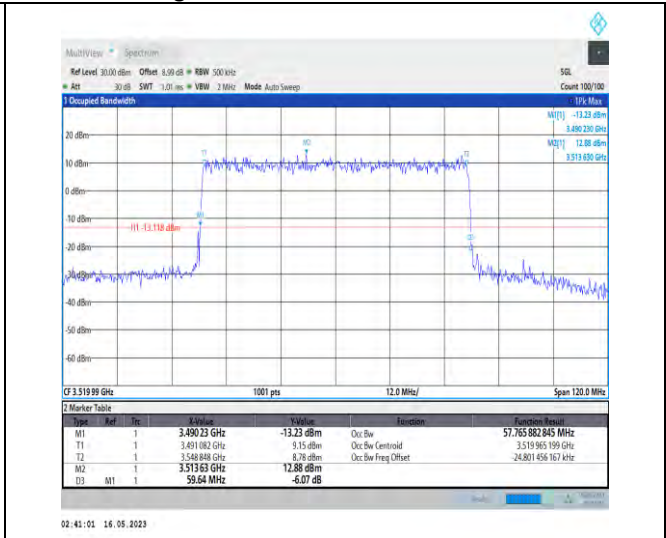 MultiView Spectrum
Ref Level 30.00 dBm Offset 8.99 dB RBW 500 kHz SGL
Att 30 dB SWT 1.01 ms VBW 2 MHz Mode Auto Sweep Count 100/100
1 Occupied Bandwidth 1Pk Max
M1[1] -13.23 dBm
3.490 230 GHz
20 dBm M2[1] 12.88 dBm
3.513 630 GHz
M2
T1
10 dBm
0 dBm
-10 dBm
M1
H1 -13.118 dBm
-30 dBm
-40 dBm
-50 dBm
-60 dBm
CF 3.519 99 GHz 1001 pts 12.0 MHz/ Span 120.0 MHz
2 Marker Table
Type Ref Trc X-Value Y-Value Function Function Result
M1 1 3.490 23 GHz -13.23 dBm Occ Bw 57.765 882 845 MHz
T1 1 3.491 082 GHz 9.15 dBm Occ Bw Centroid 3.519 965 199 GHz
T2 1 3.548 848 GHz 8.78 dBm Occ Bw Freq Offset -24.801 456 167 kHz
M2 1 3.513 63 GHz 12.88 dBm
D3 M1 1 59.64 MHz -6.07 dB
02:41:01 16.05.2023